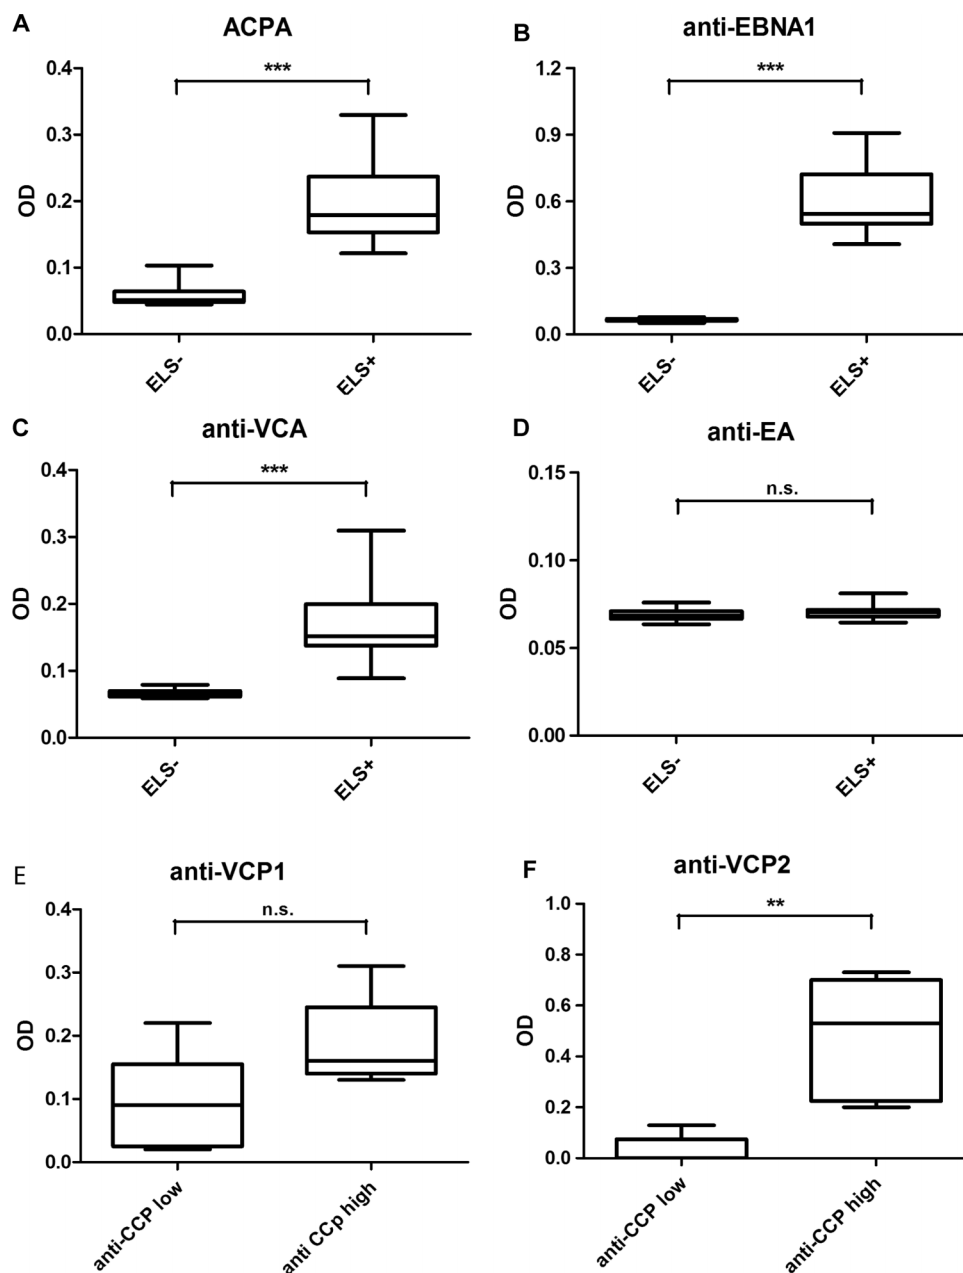 A
ACPA
***
0.4
0.3
0.2
0.1
0.0
OD
ELS-
ELS+
B
anti-EBNA1
***
1.2
0.9
0.6
0.3
0.0
OD
ELS-
ELS+
C
anti-VCA
***
0.4
0.3
0.2
0.1
0.0
OD
ELS-
ELS+
D
anti-EA
n.s.
0.15
0.10
0.05
0.00
OD
ELS-
ELS+
E
anti-VCP1
n.s.
0.4
0.3
0.2
0.1
0.0
OD
anti-CCP low
anti CCp high
F
anti-VCP2
**
1.0
0.8
0.6
0.4
0.2
0.0
OD
anti-CCP low
anti-CCP high